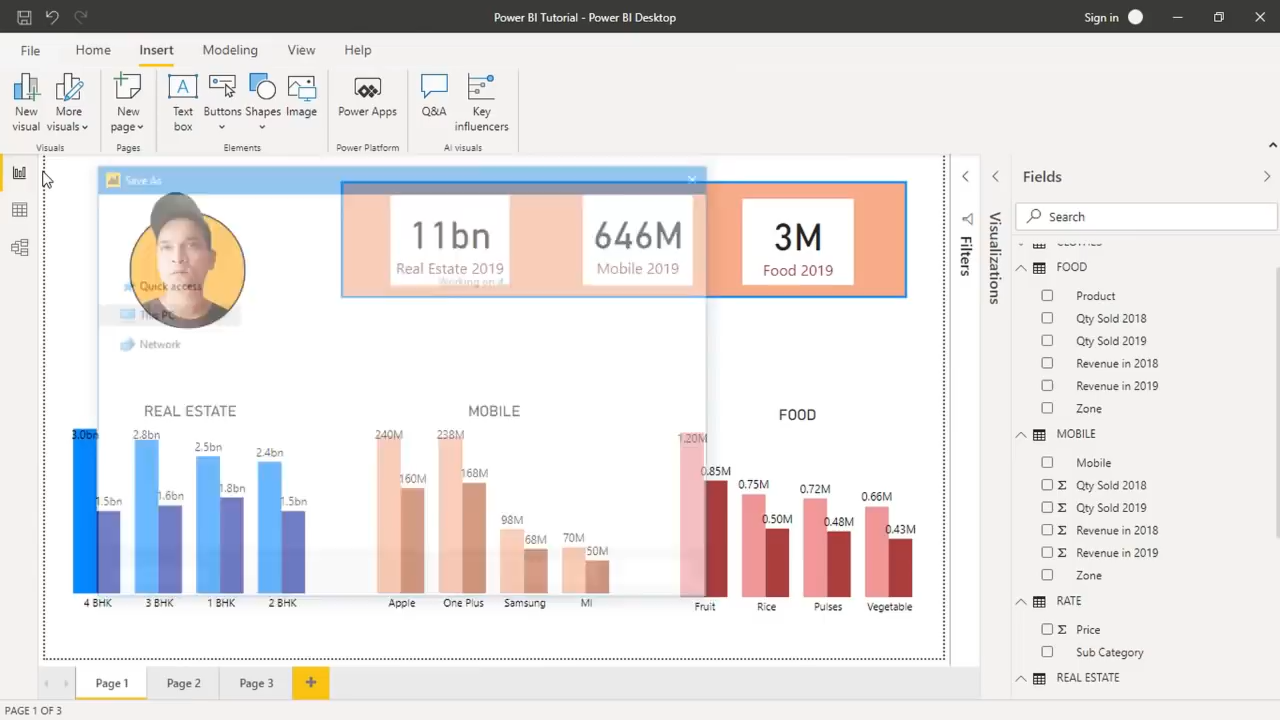 Power BI Tutorial - Power BI Desktop
Sign in
File
Home
Insert
Modeling
View
Help
New visual
More visuals
New page
Text box
Buttons
Shapes
Image
Power Apps
Q&A
Key influencers
Visuals
Pages
Elements
Power Platform
AI visuals
Save As
Quick access
This PC
Network
Working on it
11bn
Real Estate 2019
646M
Mobile 2019
3M
Food 2019
REAL ESTATE
3.0bn
1.5bn
2.8bn
1.6bn
2.5bn
1.8bn
2.4bn
1.5bn
4 BHK
3 BHK
1 BHK
2 BHK
MOBILE
240M
160M
238M
168M
98M
68M
70M
50M
Apple
One Plus
Samsung
MI
FOOD
1.20M
0.85M
0.75M
0.50M
0.72M
0.48M
0.66M
0.43M
Fruit
Rice
Pulses
Vegetable
Filters
Visualizations
Fields
Search
FOOD
Product
Qty Sold 2018
Qty Sold 2019
Revenue in 2018
Revenue in 2019
Zone
MOBILE
Mobile
Σ Qty Sold 2018
Σ Qty Sold 2019
Σ Revenue in 2018
Σ Revenue in 2019
Zone
RATE
Σ Price
Sub Category
REAL ESTATE
Page 1
Page 2
Page 3
PAGE 1 OF 3